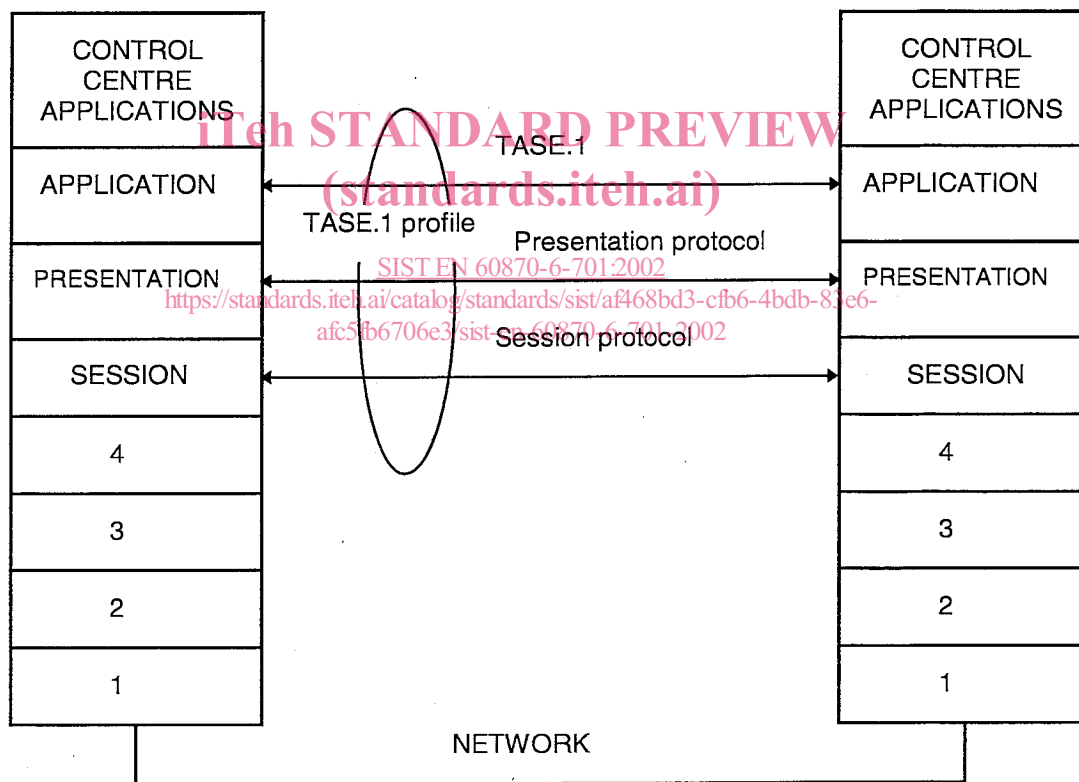 CONTROL
CENTRE
APPLICATIONS
CONTROL
CENTRE
APPLICATIONS
iTeh STANDARD PREVIEW
TASE.1
APPLICATION
APPLICATION
(standards.iteh.ai)
TASE.1 profile
Presentation protocol
SIST EN 60870-6-701:2002
PRESENTATION
PRESENTATION
https://standards.iteh.ai/catalog/standards/sist/af468bd3-cfb6-4bdb-83e6-
afc5fb6706e3/sist-en-60870-6-701-2002
Session protocol
SESSION
SESSION
4
4
3
3
2
2
1
1
NETWORK